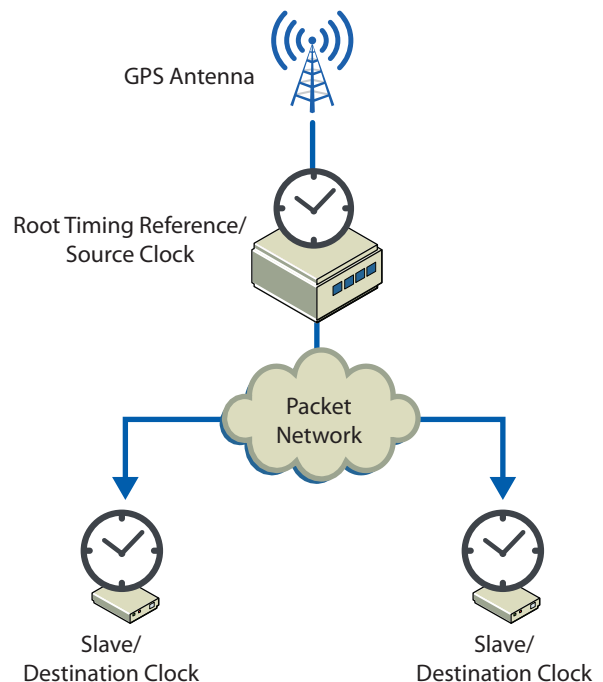 GPS Antenna
Root Timing Reference/
Source Clock
Packet
Network
Slave/
Destination Clock
Slave/
Destination Clock